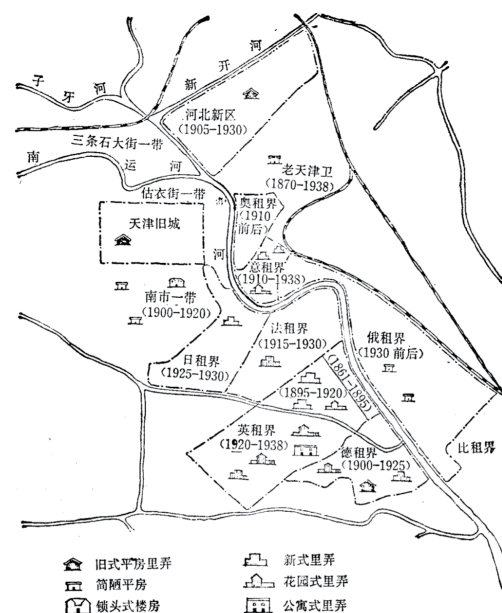 子牙河
新开河
河北新区
(1905-1930)
三条石大街一带
南运河
估衣街一带
老天津卫
(1870-1938)
天津旧城
奥租界
(1910
前后)
河
意租界
(1910-1938)
南市一带
(1900-1920)
法租界
(1915-1930)
俄租界
(1930前后)
日租界
(1925-1930)
(1861-1895)
(1895-1920)
英租界
(1920-1938)
德租界
(1900-1925)
比租界
旧式平房里弄
新式里弄
简陋平房
花园式里弄
锁头式楼房
公寓式里弄